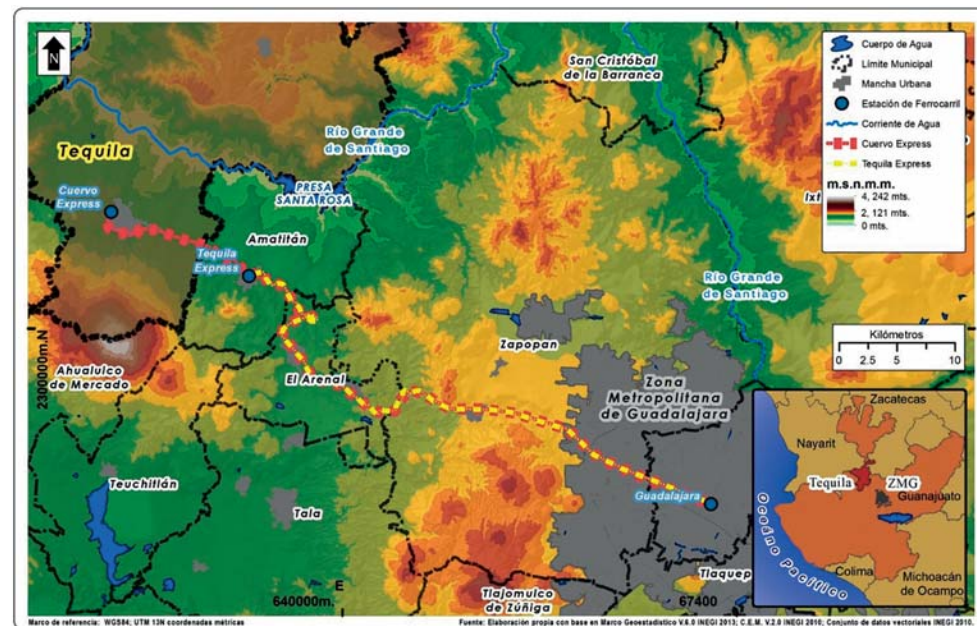 N
San Cristóbal
de la Barranca
Río Grande
de Santiago
Tequila
Cuervo
Express
PRESA
SANTA ROSA
Amatitán
Tequila
Express
Río Grande
de Santiago
Zapopan
Ahualulco
de Mercado
El Arenal
Zona
Metropolitana
de Guadalajara
Teuchitlán
Tala
Guadalajara
Tlajomulco
de Zúñiga
Tlaquep
Ixt
2300000m.N
E
640000m.
67400
Cuerpo de Agua
Límite Municipal
Mancha Urbana
Estación de Ferrocarril
Corriente de Agua
Cuervo Express
Tequila Express
m.s.n.m.m.
4, 242 mts.
2, 121 mts.
0 mts.
Kilómetros
0 2.5 5 10
Zacatecas
Nayarit
Tequila
ZMG
Guanajuato
Océano Pacífico
Colima
Michoacán
de Ocampo
Marco de referencia: WGS84; UTM 13N coordenadas métricas
Fuente: Elaboración propia con base en Marco Geoestadístico V.6.0 INEGI 2013; C.E.M. V.2.0 INEGI 2010; Conjunto de datos vectoriales INEGI 2010.